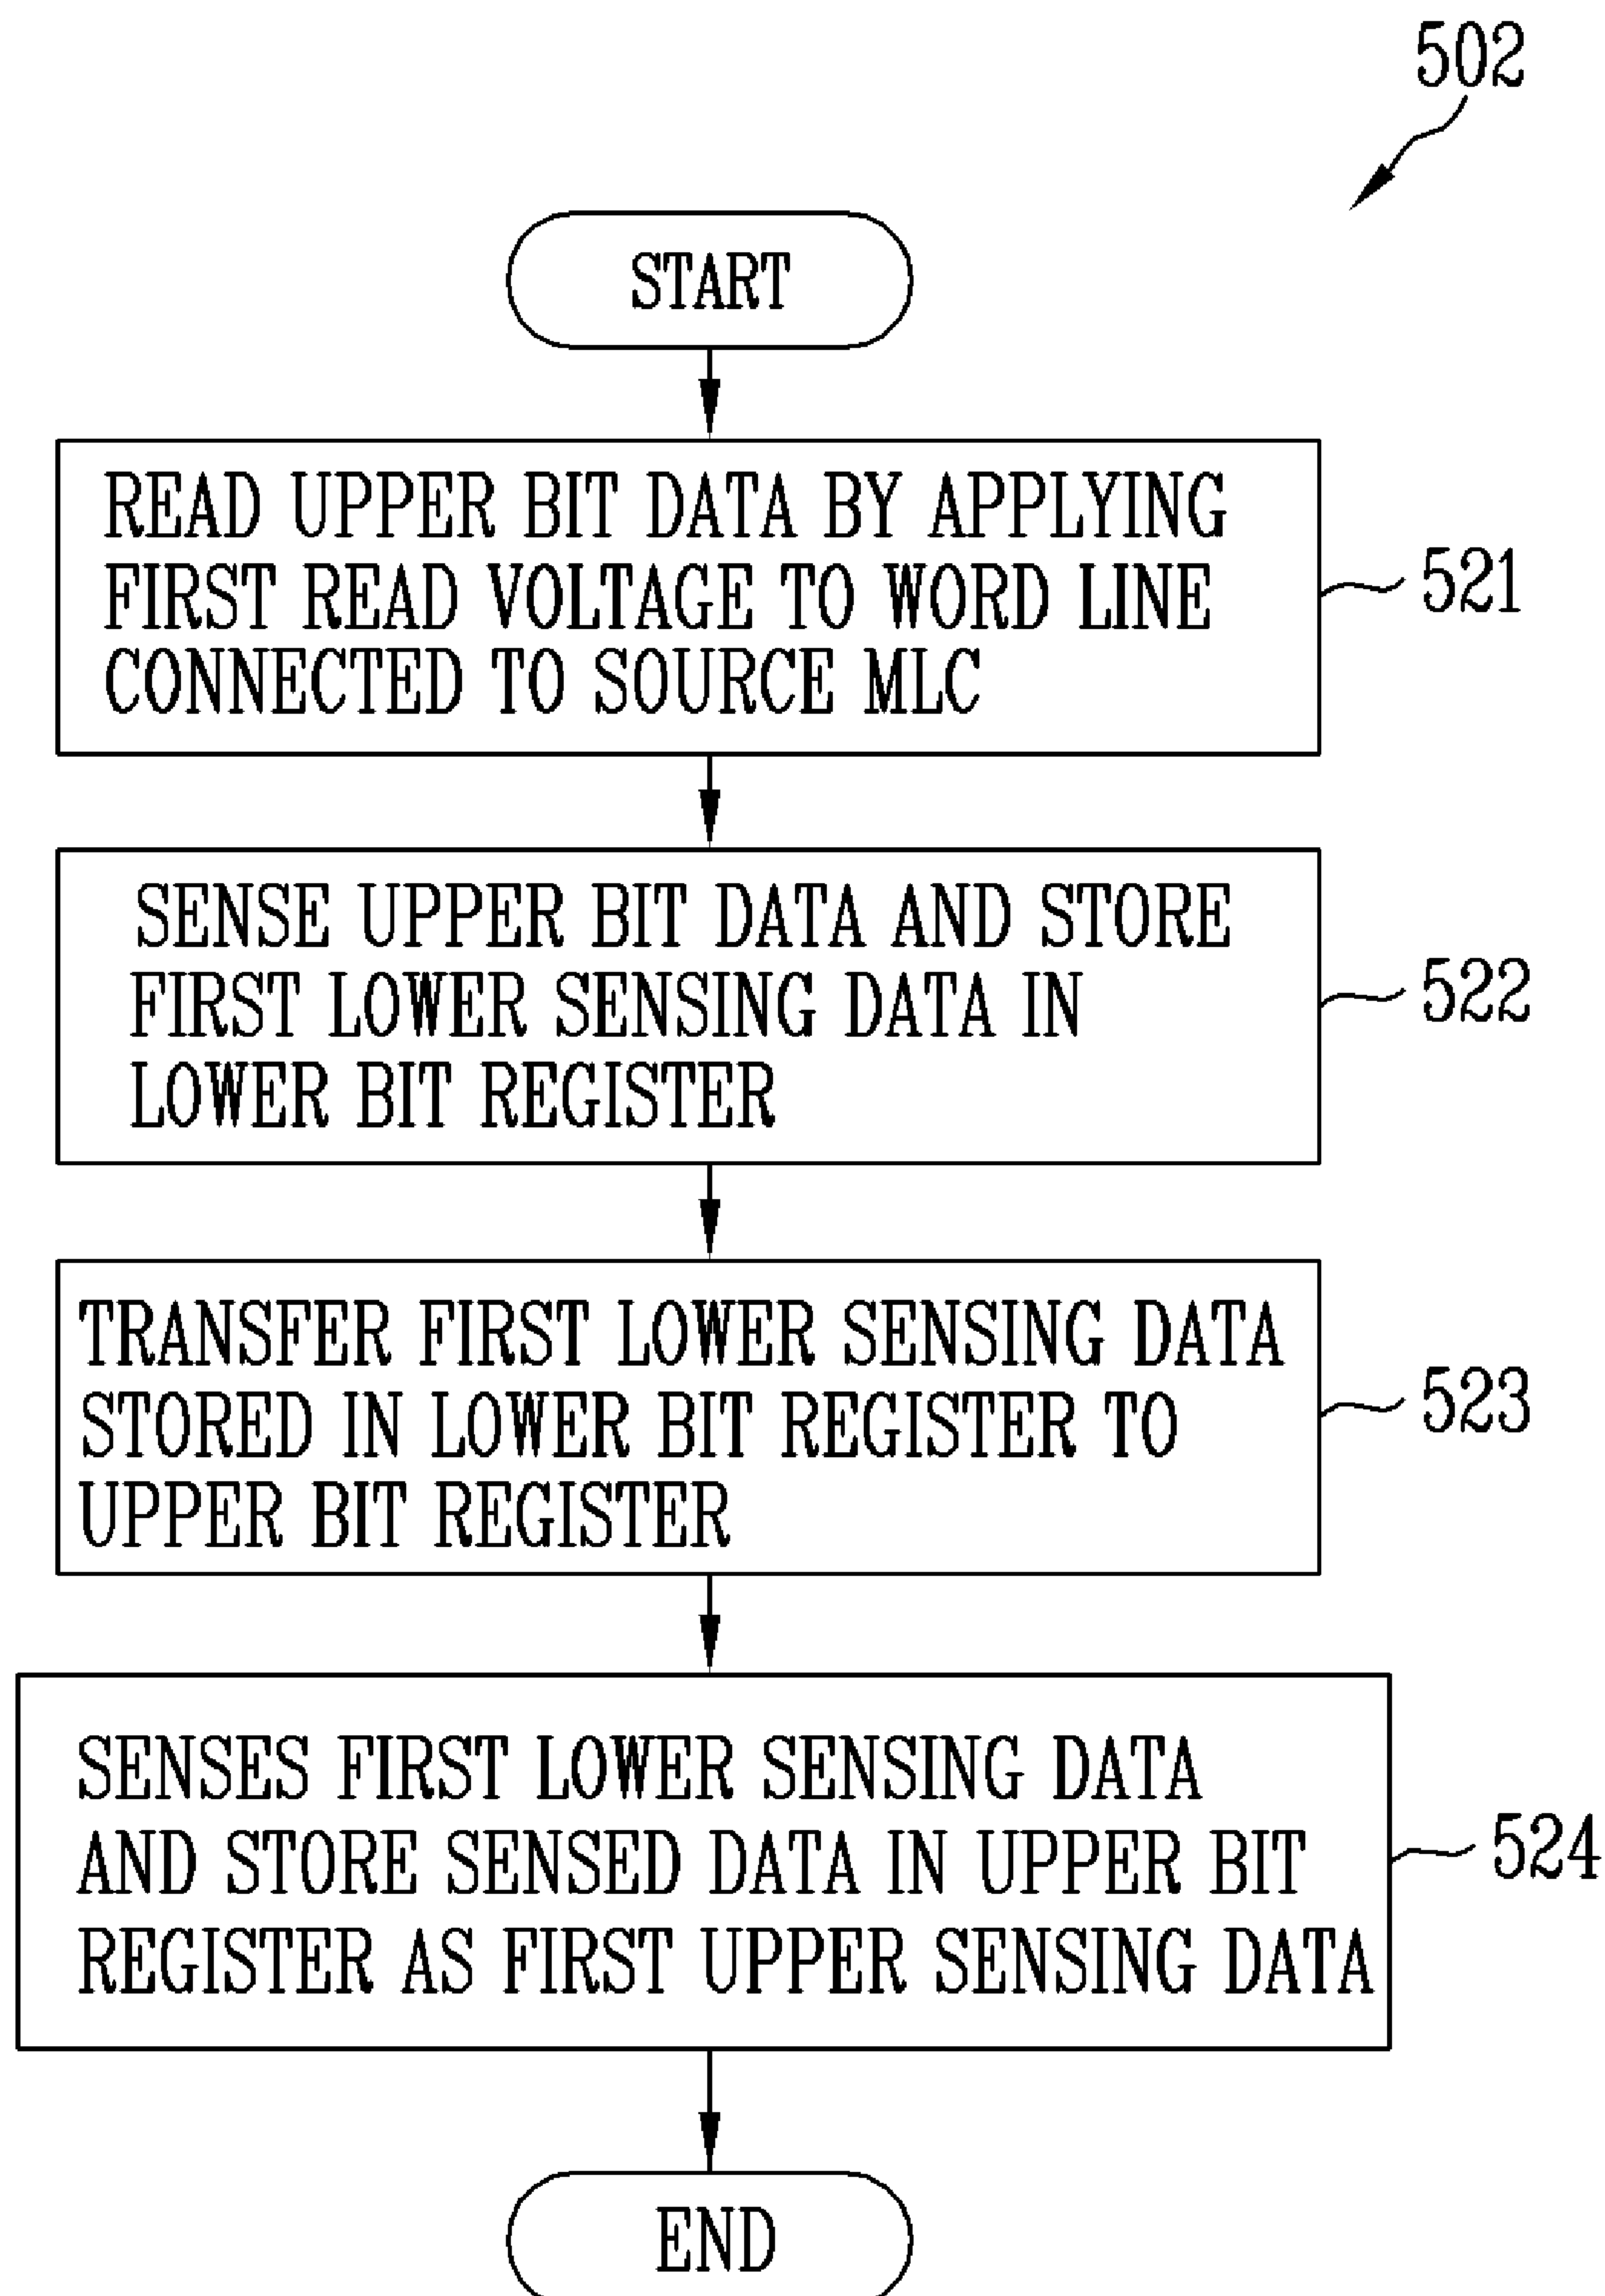 502
START
READ UPPER BIT DATA BY APPLYING
FIRST READ VOLTAGE TO WORD LINE
CONNECTED TO SOURCE MLC
521
SENSE UPPER BIT DATA AND STORE
FIRST LOWER SENSING DATA IN
LOWER BIT REGISTER
522
TRANSFER FIRST LOWER SENSING DATA
STORED IN LOWER BIT REGISTER TO
UPPER BIT REGISTER
523
SENSES FIRST LOWER SENSING DATA
AND STORE SENSED DATA IN UPPER BIT
REGISTER AS FIRST UPPER SENSING DATA
524
END